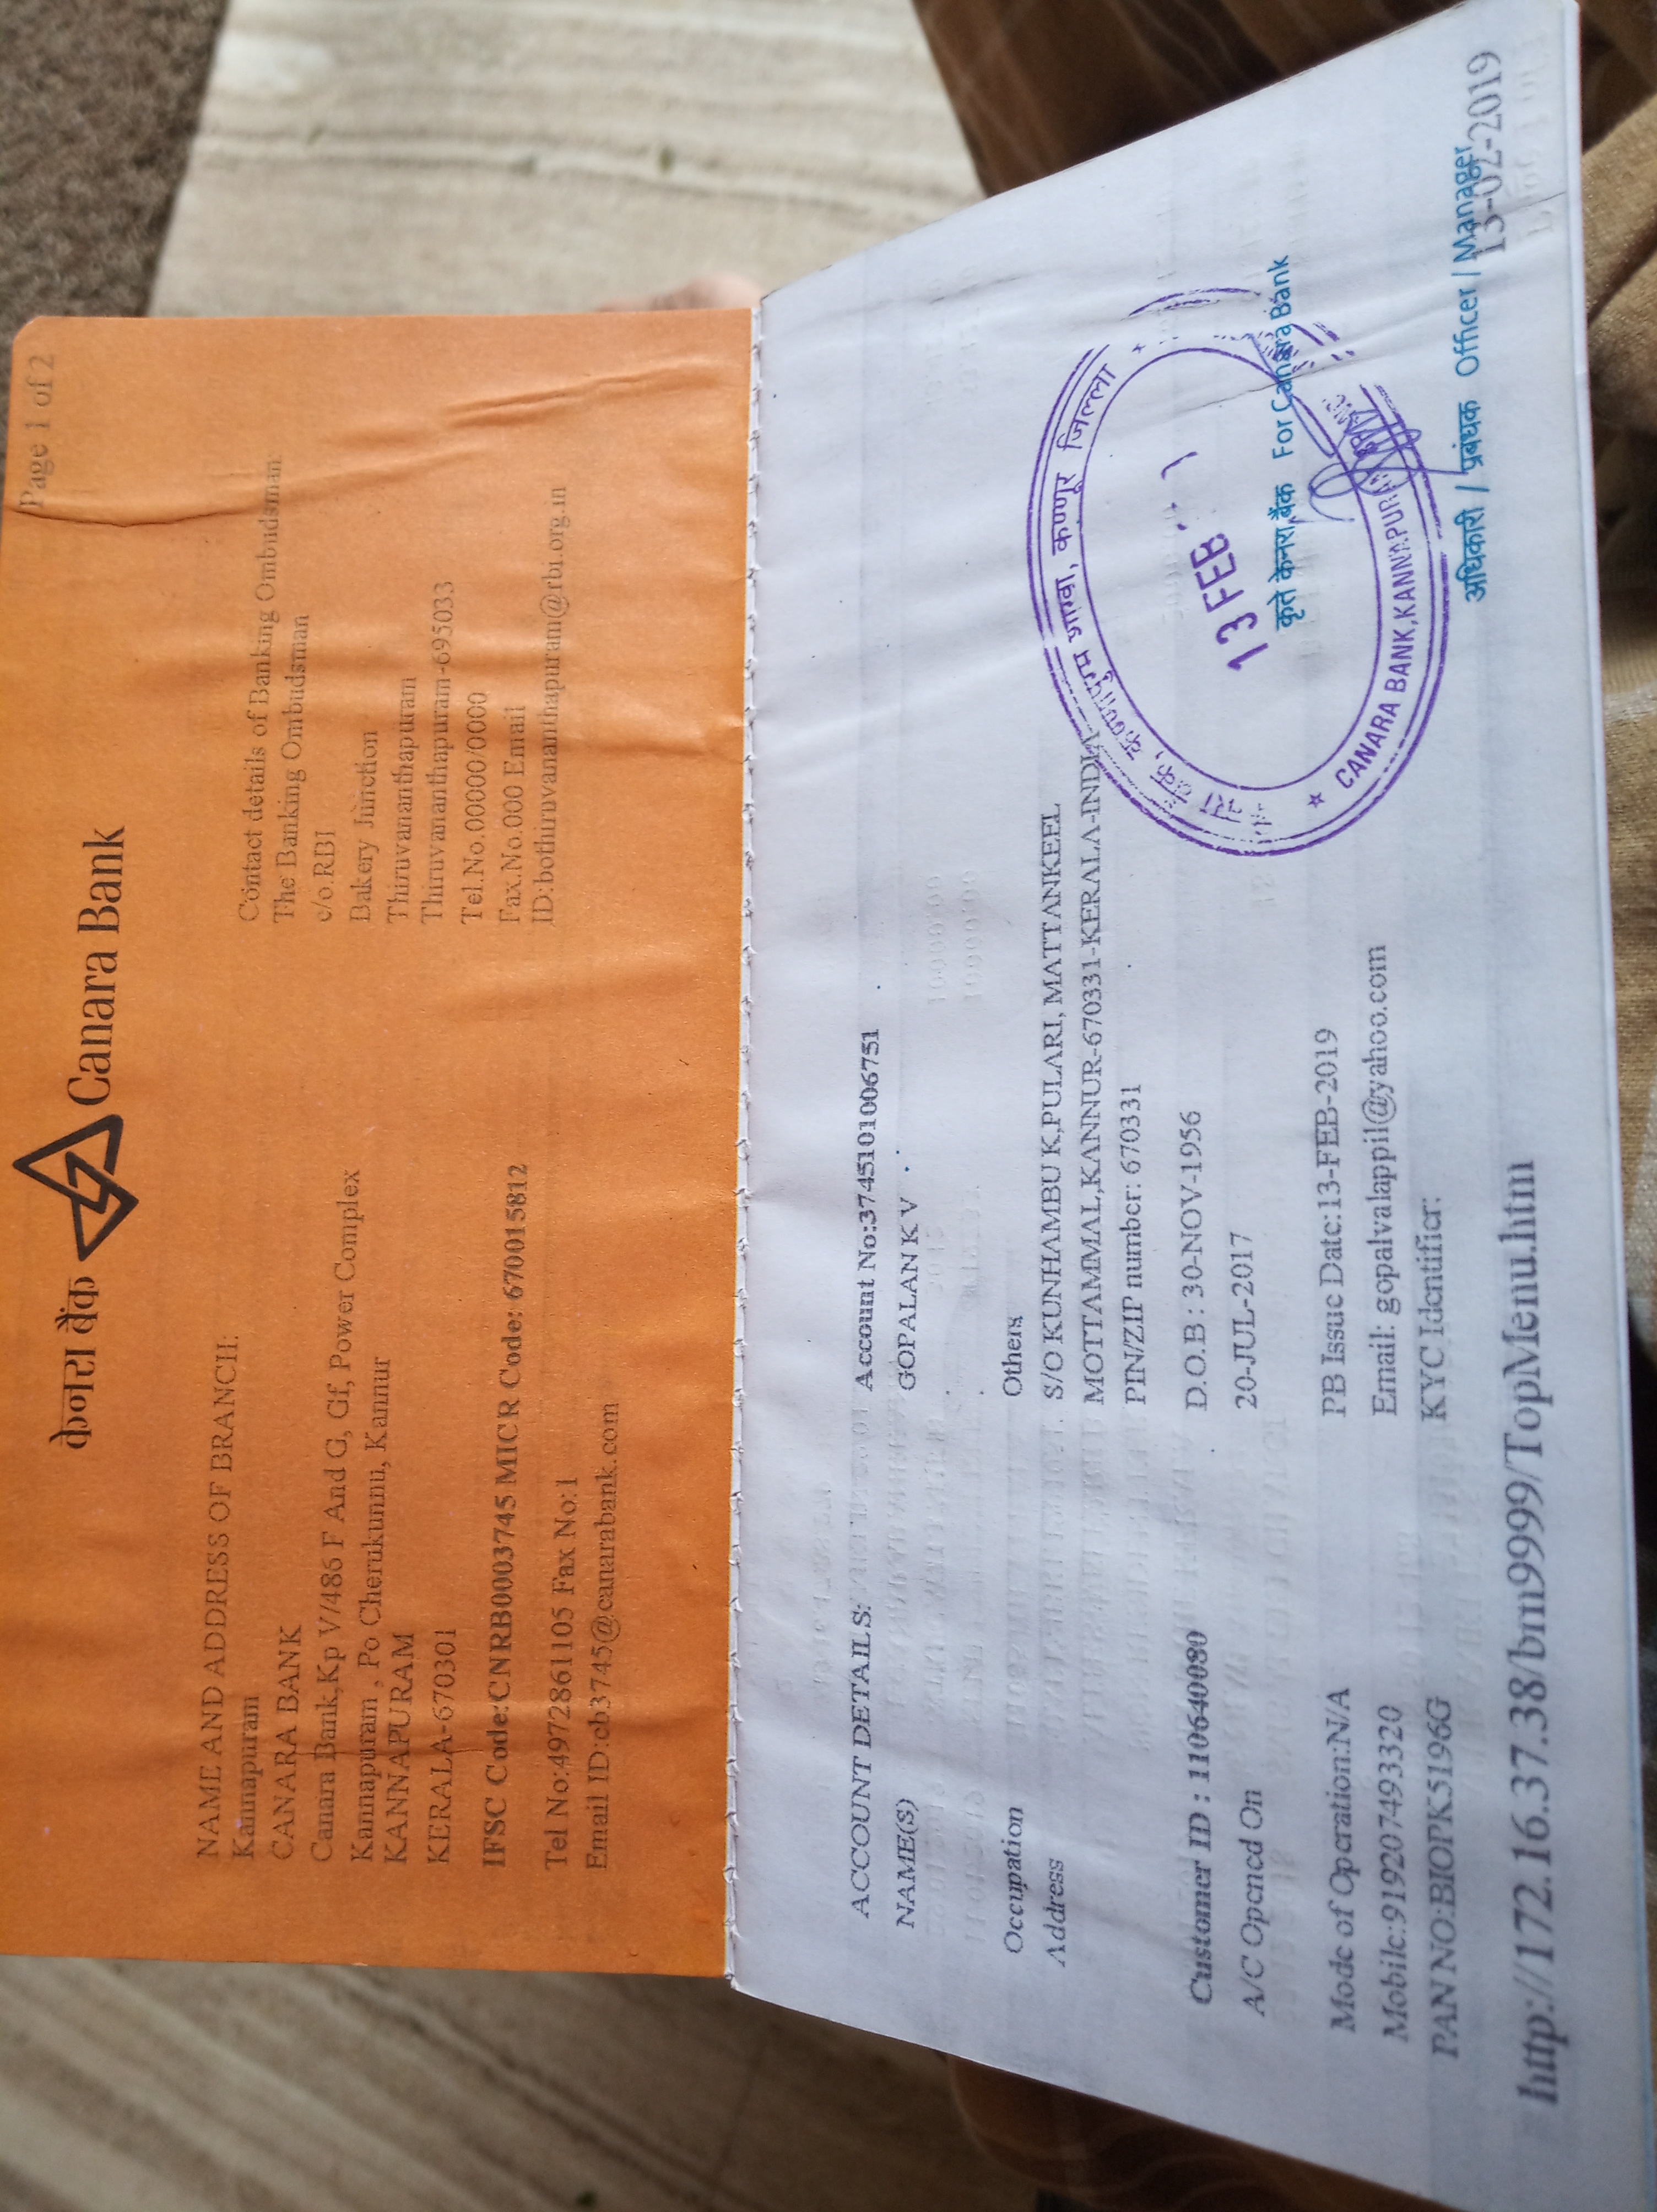 Page 1 of 2
केनरा बैंक Canara Bank
NAME AND ADDRESS OF BRANCH:
Kannapuram
CANARA BANK
Canara Bank,Kp V/486 F And G, Gf, Power Complex
Kannapuram , Po Cherukunnu, Kannur
KANNAPURAM
KERALA-670301
IFSC Code:CNRB0003745 MICR Code: 670015812
Tel No:4972861105 Fax No:1
Email ID:cb3745@canarabank.com
Contact details of Banking Ombudsman
The Banking Ombudsman
c/o.RBI
Bakery Junction
Thiruvananthapuram
Thiruvananthapuram-695033
Tel.No.00000/0000
Fax.No.000 Email
ID:bothiruvananthapuram@rbi.org.in
ACCOUNT DETAILS: Account No:3745101006751
NAME(S) GOPALAN K V
Occupation Others
Address S/O KUNHAMBU K,PULARI, MATTANKEEL
MOTTAMMAL,KANNUR-670331-KERALA-INDIA
PIN/ZIP number: 670331
Customer ID : 110640080 D.O.B : 30-NOV-1956
A/C Opened On 20-JUL-2017
Mode of Operation:N/A PB Issue Date:13-FEB-2019
Mobile:919207493320 Email: gopalvalappil@yahoo.com
PAN NO:BIOPK5196G KYC Identifier:
http://172.16.37.38/bm9999/TopMenu.htm 13-02-2019
शाखा, कण्णूर जिल्ला
13 FEB
CANARA BANK,KANNAPURAM
कृते केनरा बैंक For Canara Bank
अधिकारी / प्रबंधक Officer / Manager